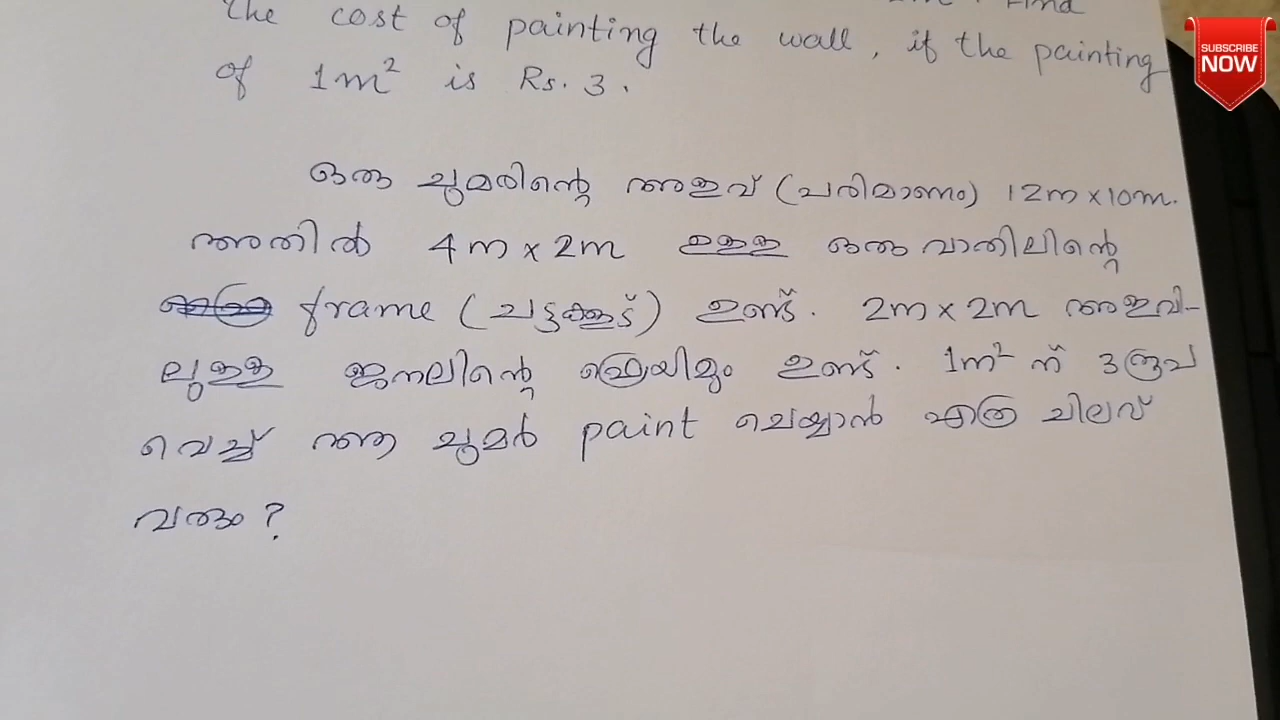 The cost of painting the wall, if the painting
of 1m² is Rs. 3.
ഒരു ചുമരിന്റെ അളവ് (പരിമാണം) 12m x 10m.
അതിൽ 4m x 2m ഉള്ള ഒരു വാതിലിന്റെ
frame (ചട്ടക്കൂട്) ഉണ്ട്. 2m x 2m അളവി-
ലുള്ള ജനലിന്റെ ഫ്രെയിമും ഉണ്ട്. 1m² ന് 3 രൂപ
വെച്ച് ആ ചുമർ paint ചെയ്യാൻ എത്ര ചിലവ്
വരും?
SUBSCRIBE
NOW